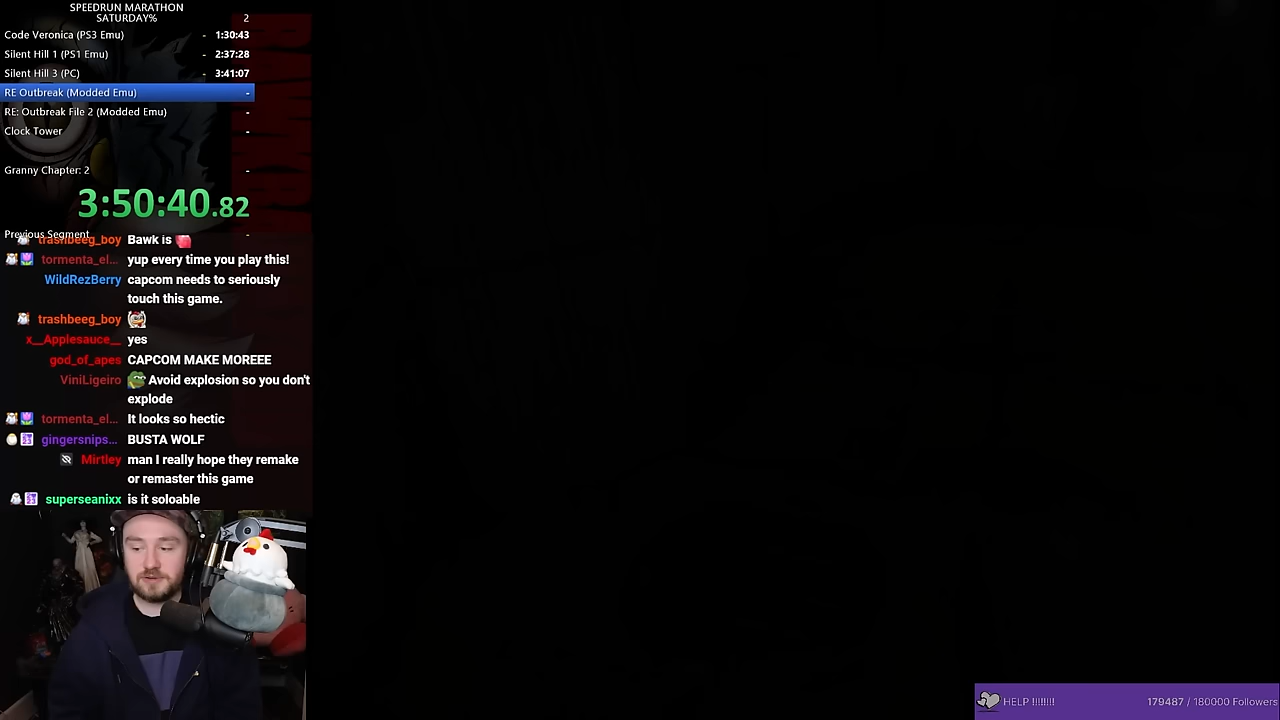 SPEEDRUN MARATHON
SATURDAY% 2
Code Veronica (PS3 Emu) - 1:30:43
Silent Hill 1 (PS1 Emu) - 2:37:28
Silent Hill 3 (PC) - 3:41:07
RE Outbreak (Modded Emu) -
RE: Outbreak File 2 (Modded Emu) -
Clock Tower -
Granny Chapter: 2 -
3:50:40.82
Previous Segment -
trashbeeg_boy Bawk is
tormenta_el... yup every time you play this!
WildRezBerry capcom needs to seriously
touch this game.
trashbeeg_boy
x__Applesauce__ yes
god_of_apes CAPCOM MAKE MOREEE
ViniLigeiro Avoid explosion so you don't
explode
tormenta_el... It looks so hectic
gingersnips... BUSTA WOLF
Mirtley man I really hope they remake
or remaster this game
superseanixx is it soloable
HELP !!!!!!!! 179487 / 180000 Followers